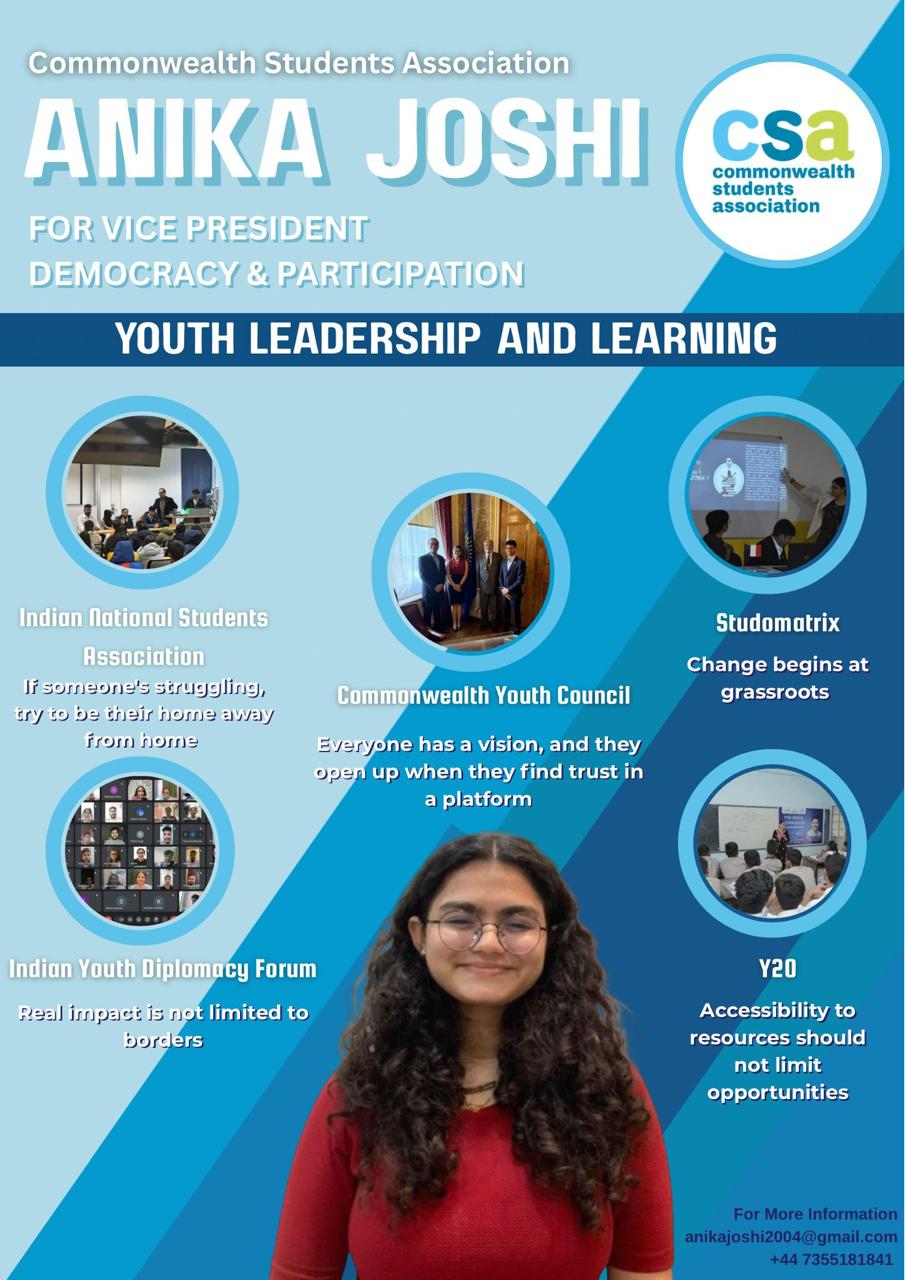 Commonwealth Students Association
ANIKA JOSHI
csa
commonwealth
students
association
FOR VICE PRESIDENT
DEMOCRACY & PARTICIPATION
YOUTH LEADERSHIP AND LEARNING
Indian National Students
Association
If someone's struggling,
try to be their home away
from home
Commonwealth Youth Council
Everyone has a vision, and they
open up when they find trust in
a platform
Studomatrix
Change begins at
grassroots
Indian Youth Diplomacy Forum
Real impact is not limited to
borders
Y20
Accessibility to
resources should
not limit
opportunities
For More Information
anikajoshi2004@gmail.com
+44 7355181841